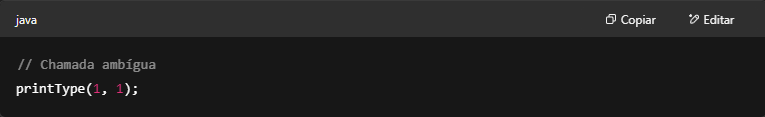 java
Copiar
Editar
// Chamada ambígua
printType(1, 1);